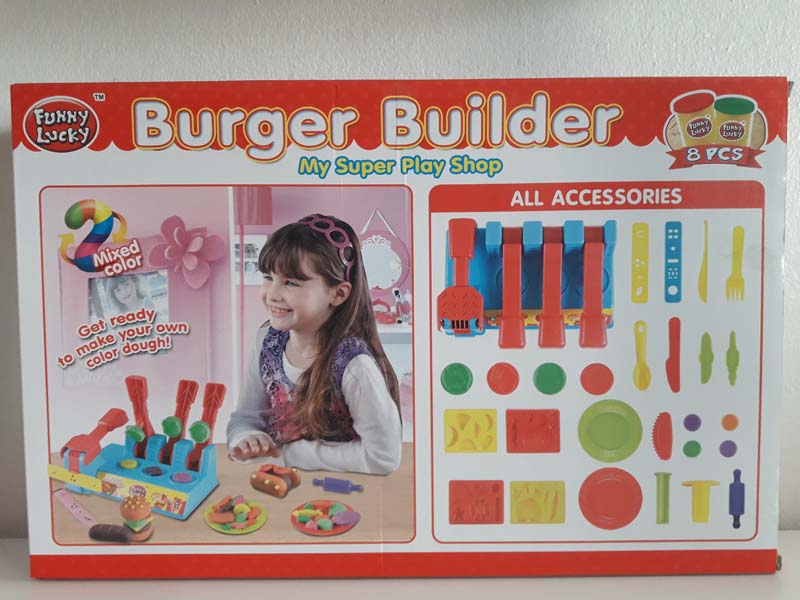 FUNNY
LUCKY
TM
Burger Builder
My Super Play Shop
FUNNY
LUCKY
FUNNY
LUCKY
8 PCS
2
Mixed
color
Get ready
to make your own
color dough!
ALL ACCESSORIES